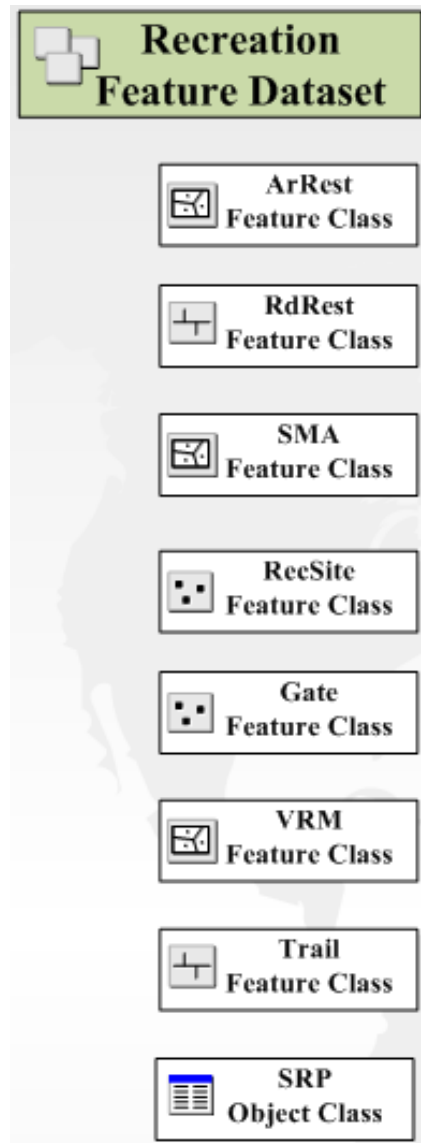 Recreation
Feature Dataset
ArRest
Feature Class
RdRest
Feature Class
SMA
Feature Class
RecSite
Feature Class
Gate
Feature Class
VRM
Feature Class
Trail
Feature Class
SRP
Object Class